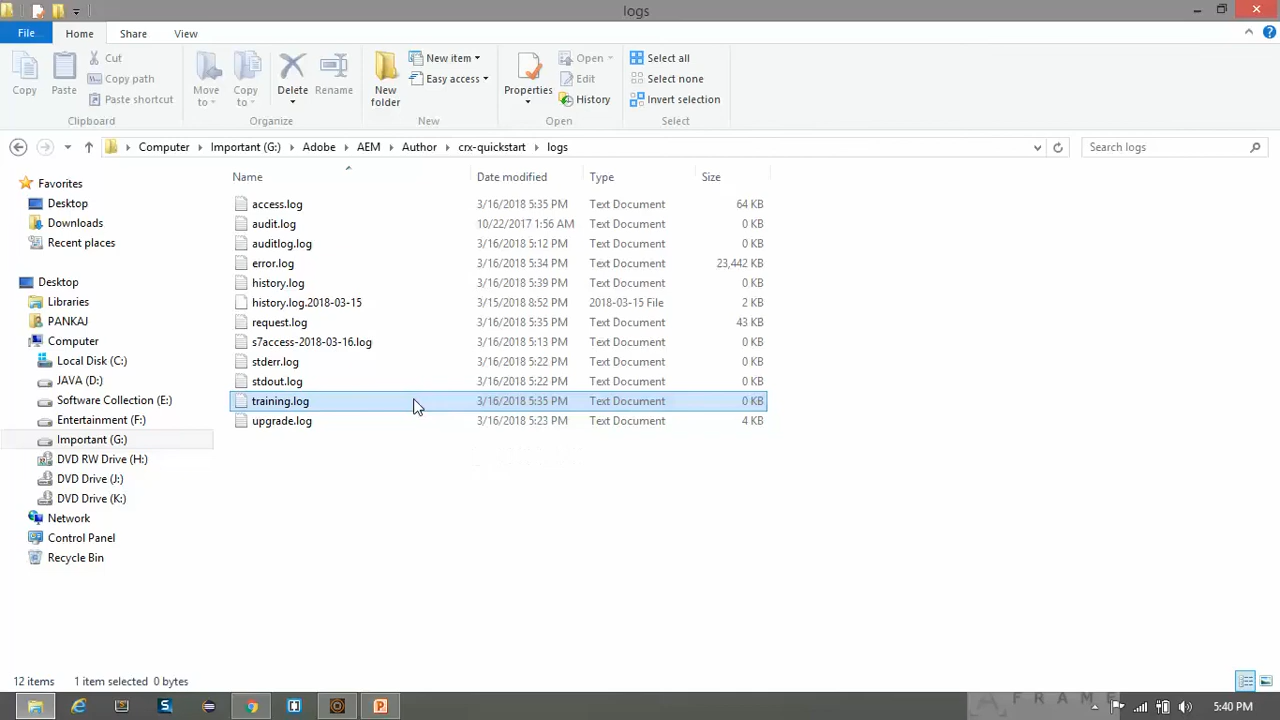 logs
File Home Share View
Copy
Paste
Cut
Copy path
Paste shortcut
Clipboard
Move to
Copy to
Delete
Rename
Organize
New folder
New item
Easy access
New
Properties
Open
Edit
History
Open
Select all
Select none
Invert selection
Select
Computer Important (G:) Adobe AEM Author crx-quickstart logs
Search logs
Name Date modified Type Size
access.log 3/16/2018 5:35 PM Text Document 64 KB
audit.log 10/22/2017 1:56 AM Text Document 0 KB
auditlog.log 3/16/2018 5:12 PM Text Document 0 KB
error.log 3/16/2018 5:34 PM Text Document 23,442 KB
history.log 3/16/2018 5:39 PM Text Document 0 KB
history.log.2018-03-15 3/15/2018 8:52 PM 2018-03-15 File 2 KB
request.log 3/16/2018 5:35 PM Text Document 43 KB
s7access-2018-03-16.log 3/16/2018 5:13 PM Text Document 0 KB
stderr.log 3/16/2018 5:22 PM Text Document 0 KB
stdout.log 3/16/2018 5:22 PM Text Document 0 KB
training.log 3/16/2018 5:35 PM Text Document 0 KB
upgrade.log 3/16/2018 5:23 PM Text Document 4 KB
Favorites
Desktop
Downloads
Recent places
Desktop
Libraries
PANKAJ
Computer
Local Disk (C:)
JAVA (D:)
Software Collection (E:)
Entertainment (F:)
Important (G:)
DVD RW Drive (H:)
DVD Drive (J:)
DVD Drive (K:)
Network
Control Panel
Recycle Bin
12 items 1 item selected 0 bytes
FRAME
5:40 PM